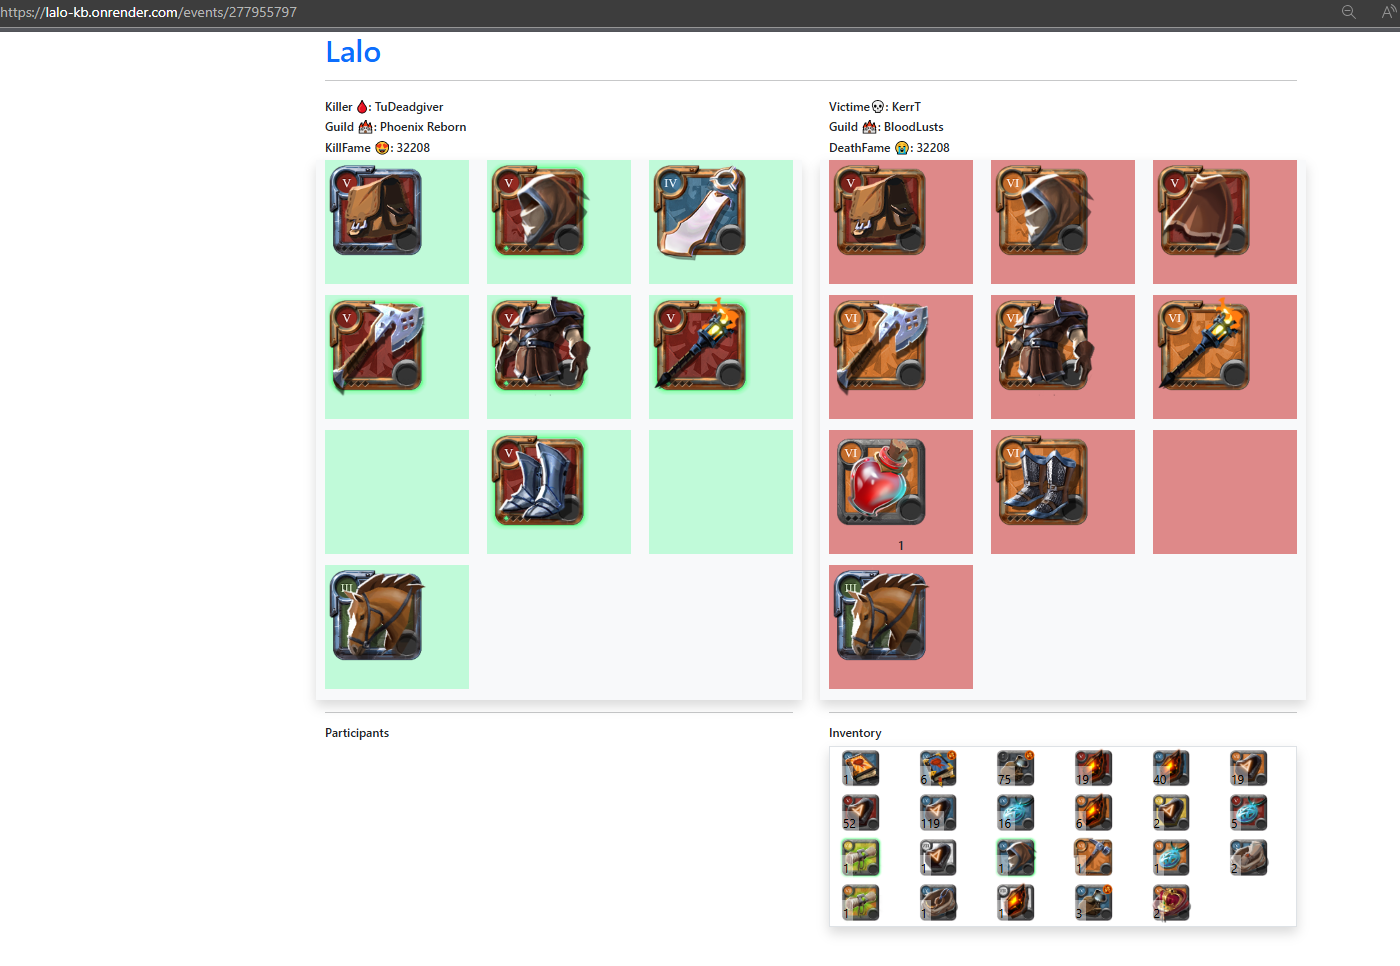 https://lalo-kb.onrender.com/events/277955797
Lalo
Killer 🩸: TuDeadgiver
Guild 🏘: Phoenix Reborn
KillFame 😍: 32208
Victime💀: KerrT
Guild 🏘: BloodLusts
DeathFame 😭: 32208
V V IV
V V V
V
III
V VI V
VI VI VI
VI VI
1
III
Participants
Inventory
1 6 75 19 40 19
52 119 16 6 2 5
1 1 1 1 1 2
1 1 1 3 2